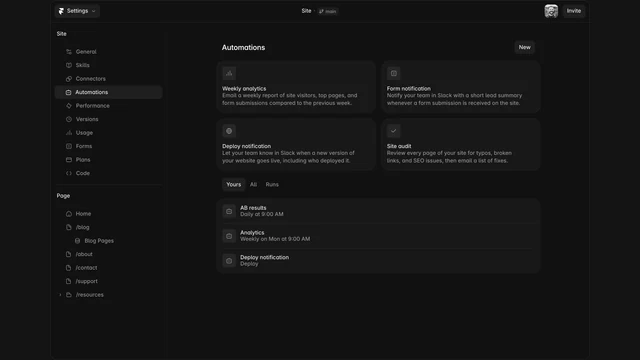 Settings
Site
main
Invite
Site
General
Skills
Connectors
Automations
Performance
Versions
Usage
Forms
Plans
Code
Page
Home
/blog
Blog Pages
/about
/contact
/support
/resources
Automations
New
Weekly analytics
Email a weekly report of site visitors, top pages, and
form submissions compared to the previous week.
Form notification
Notify your team in Slack with a short lead summary
whenever a form submission is received on the site.
Deploy notification
Let your team know in Slack when a new version of
your website goes live, including who deployed it.
Site audit
Review every page of your site for typos, broken
links, and SEO issues, then email a list of fixes.
Yours
All
Runs
AB results
Daily at 9:00 AM
Analytics
Weekly on Mon at 9:00 AM
Deploy notification
Deploy